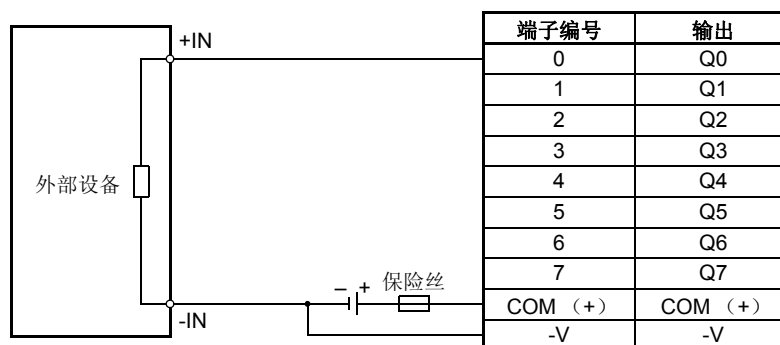 +IN
外部设备
-IN
– +
保险丝
端子编号 输出
0 Q0
1 Q1
2 Q2
3 Q3
4 Q4
5 Q5
6 Q6
7 Q7
COM （+） COM （+）
-V -V